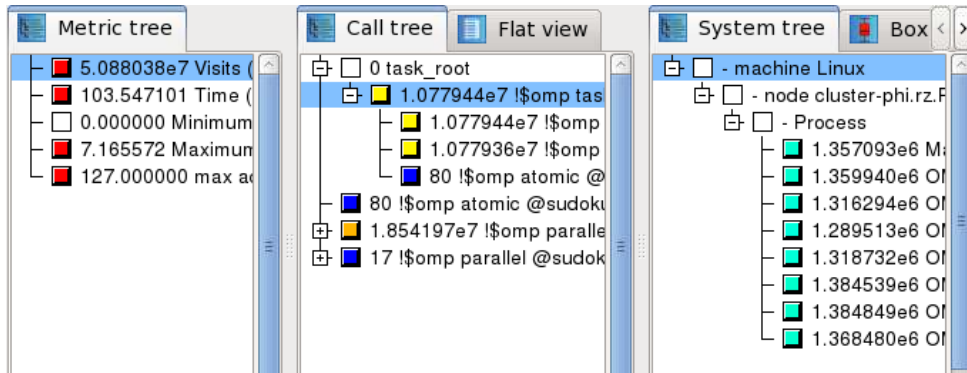 Metric tree
5.088038e7 Visits (
103.547101 Time (
0.000000 Minimum
7.165572 Maximum
127.000000 max
Call tree
Flat view
0 task_root
1.077944e7 !$omp tas
1.077944e7 !$omp
1.077936e7 !$omp
80 !$omp atomic @
80 !$omp atomic @sudoku
1.854197e7 !$omp paralle
17 !$omp parallel @sudok
System tree
Box
- machine Linux
- node cluster-phi.rz.
- Process
1.357093e6 Ma
1.359940e6
1.316294e6
1.289513e6
1.318732e6
1.384539e6
1.384849e6
1.368480e6